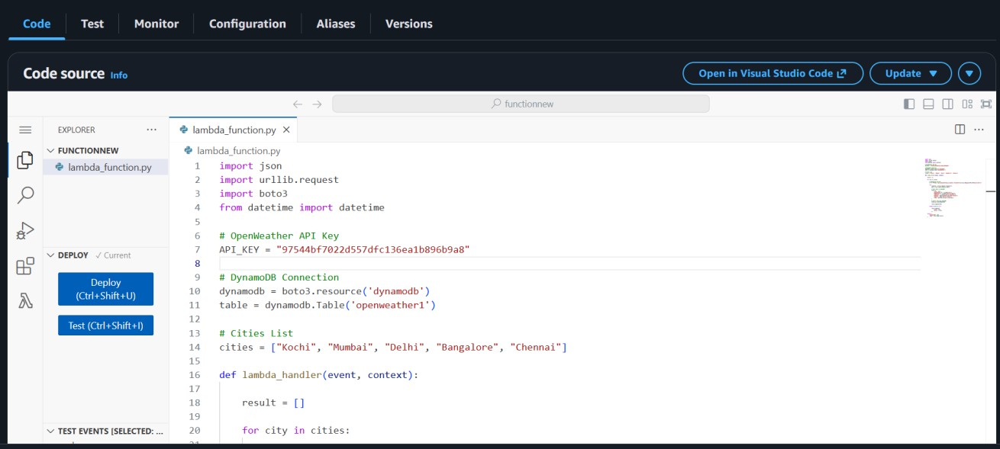 Code Test Monitor Configuration Aliases Versions
Code source Info
Open in Visual Studio Code Update
functionnew
EXPLORER
FUNCTIONNEW
lambda_function.py
DEPLOY Current
Deploy
(Ctrl+Shift+U)
Test (Ctrl+Shift+I)
TEST EVENTS [SELECTED: ...
lambda_function.py
lambda_function.py
1 import json
2 import urllib.request
3 import boto3
4 from datetime import datetime
5
6 # OpenWeather API Key
7 API_KEY = "97544bf7022d557dfc136ea1b896b9a8"
8
9 # DynamoDB Connection
10 dynamodb = boto3.resource('dynamodb')
11 table = dynamodb.Table('openweather1')
12
13 # Cities List
14 cities = ["Kochi", "Mumbai", "Delhi", "Bangalore", "Chennai"]
15
16 def lambda_handler(event, context):
17
18 result = []
19
20 for city in cities: